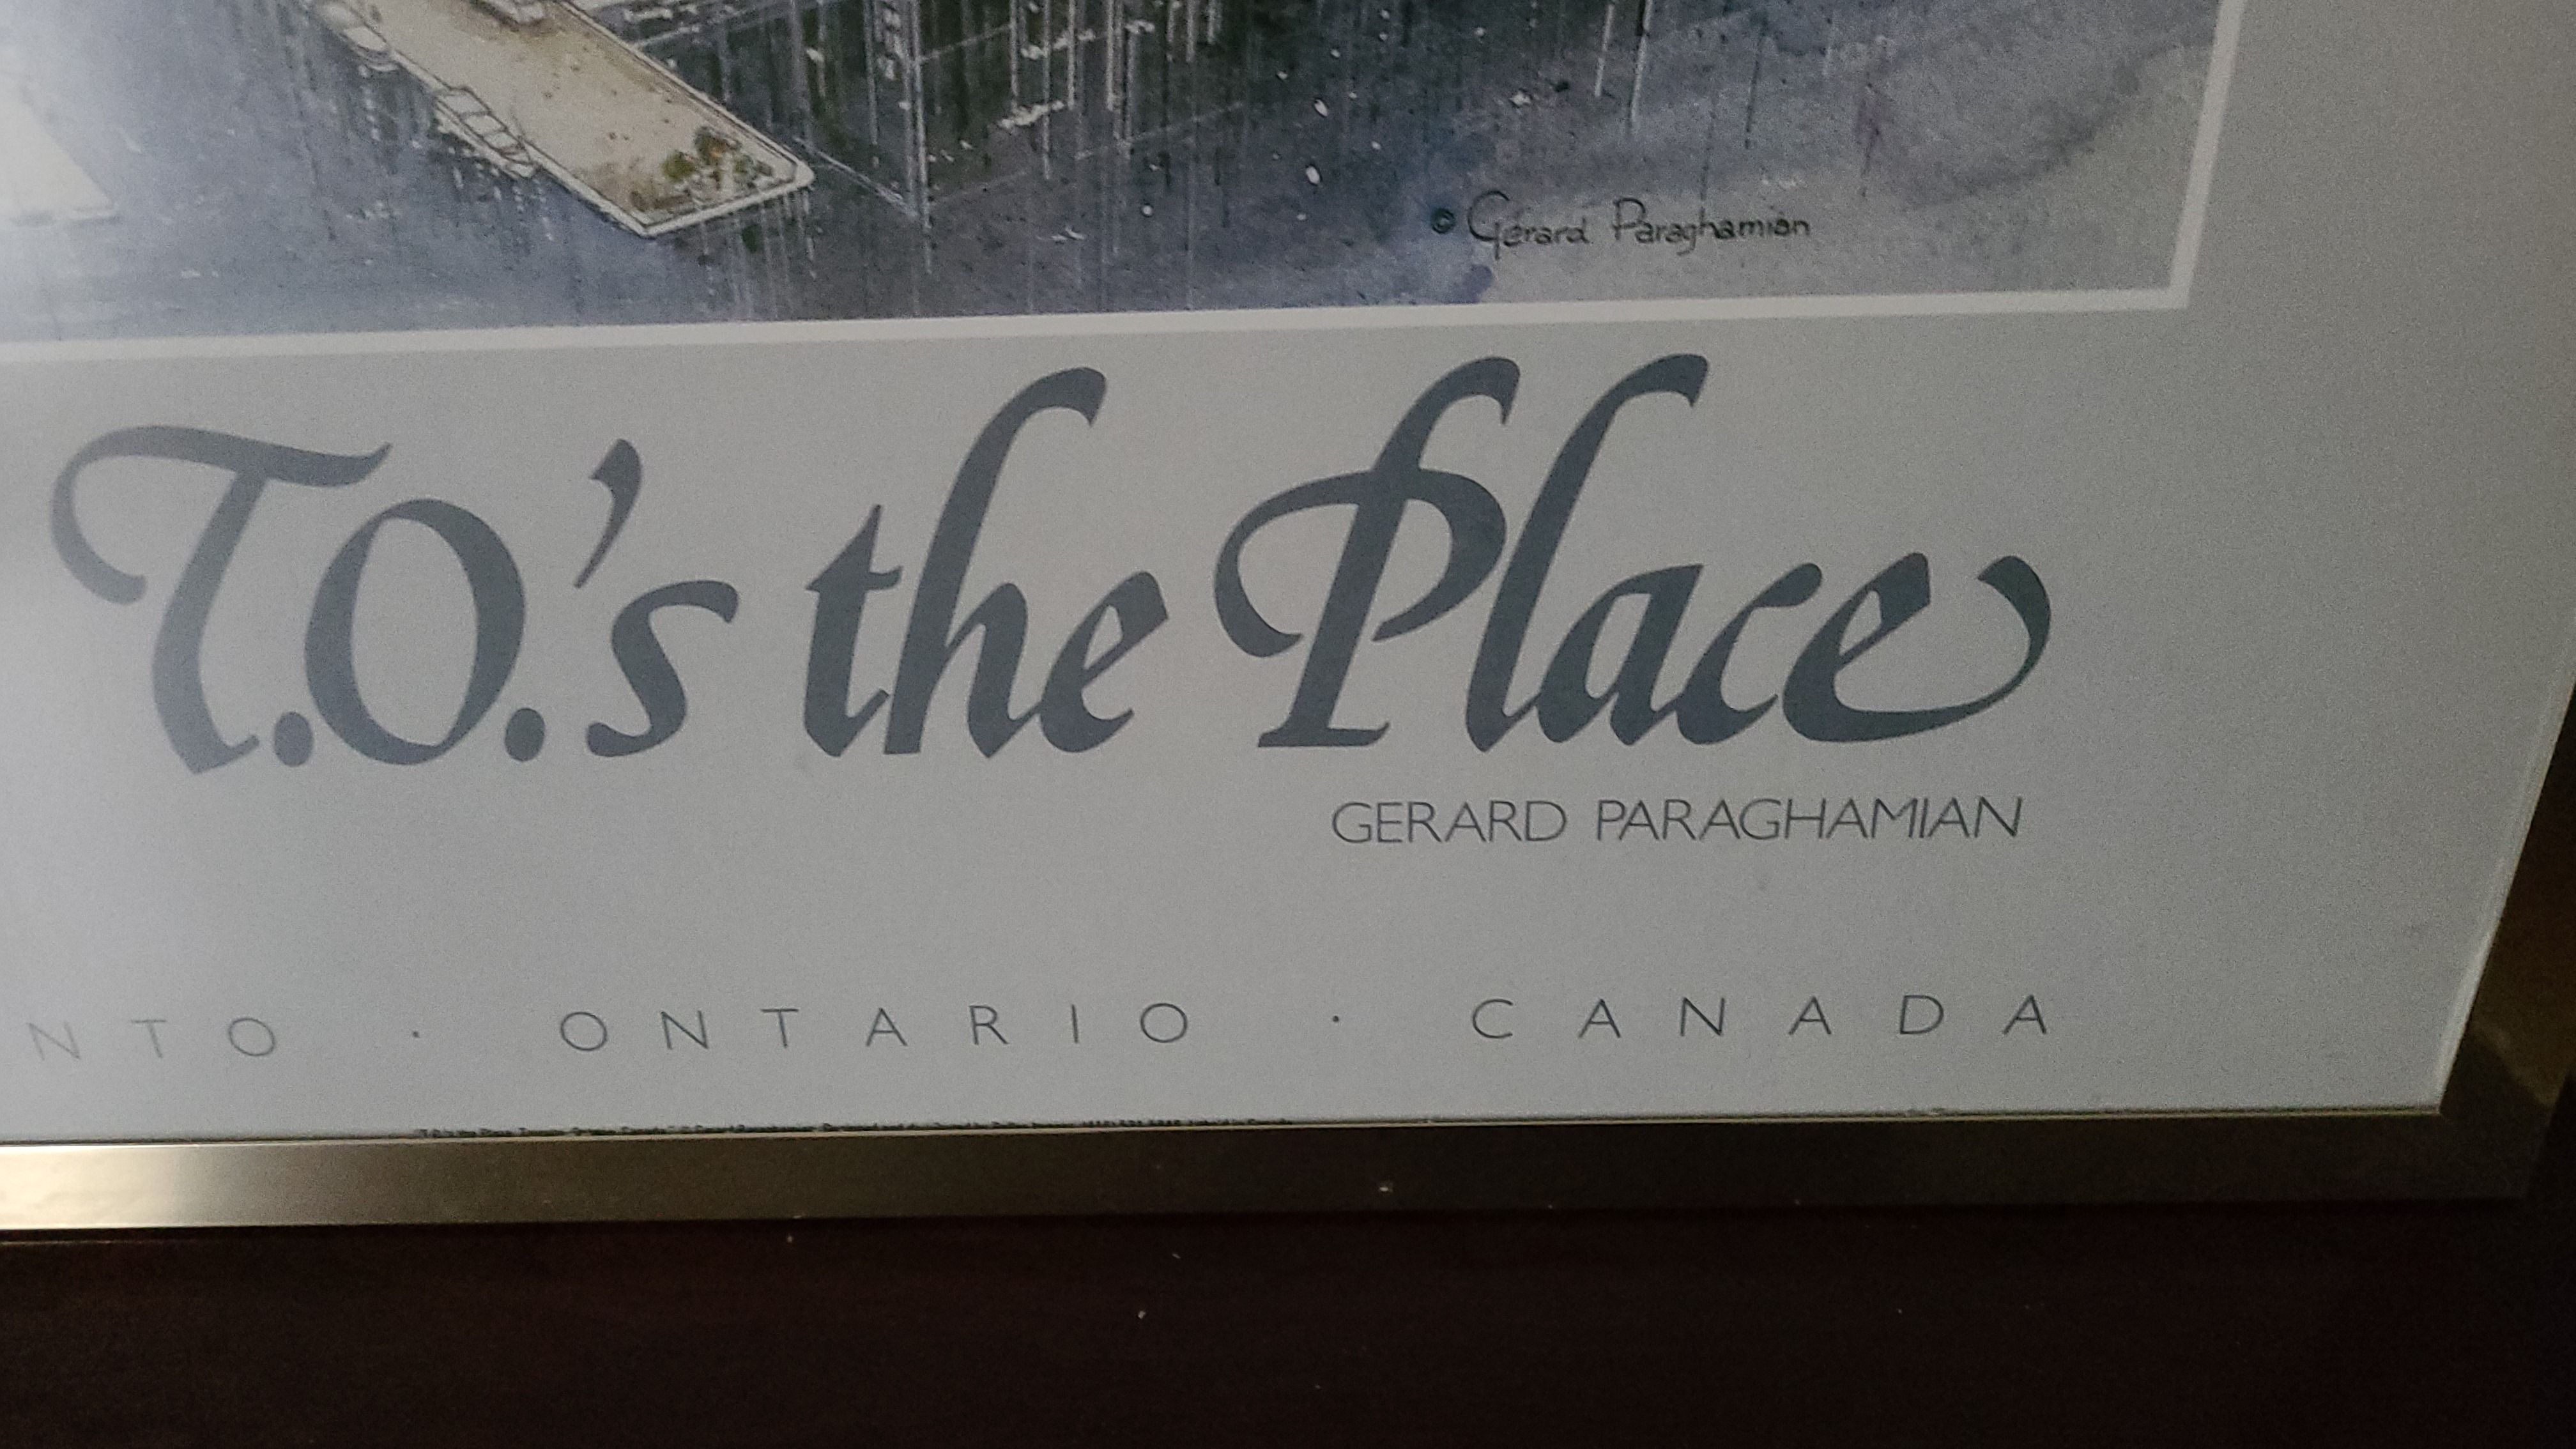 © Gerard Paraghamian
T.O.'s the Place
GERARD PARAGHAMIAN
NTO · ONTARIO · CANADA